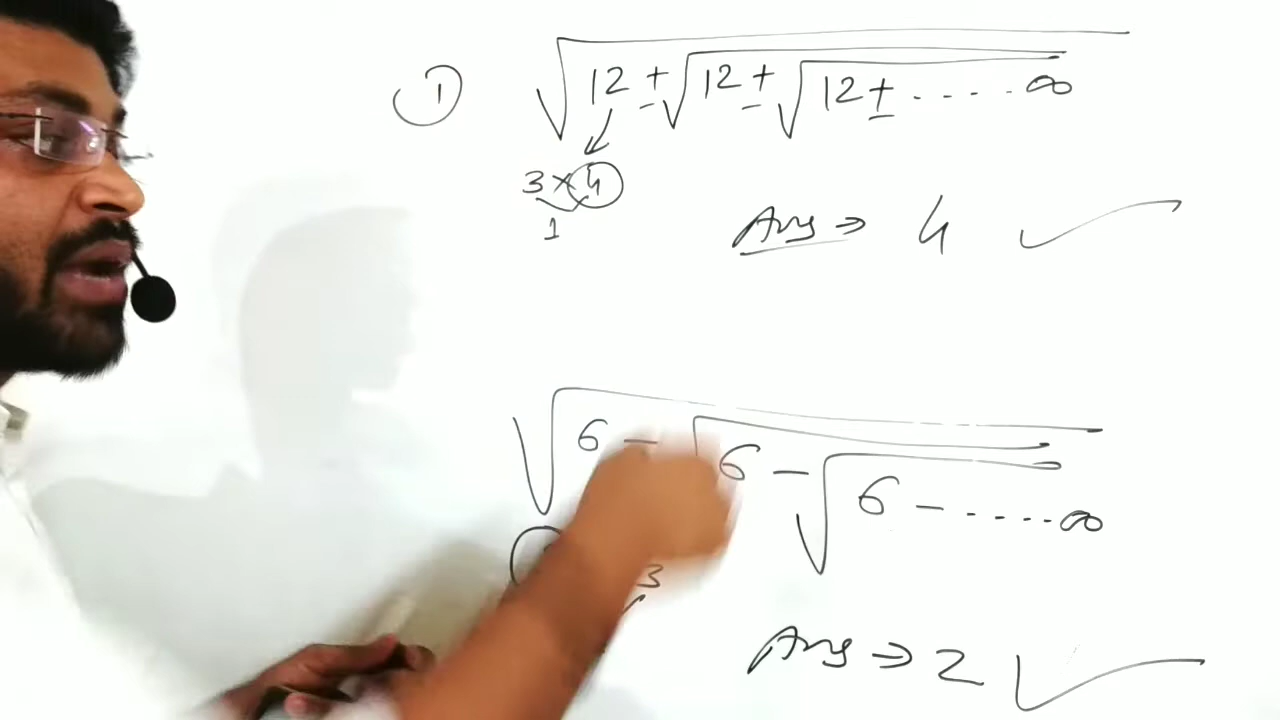 ① √12 + √12 + √12 + . . . . ∞
3 × 4
1
Ans ⇒ 4 ✓
√6 - √6 - √6 - . . . . . ∞
3
Ans ⇒ 2 ✓